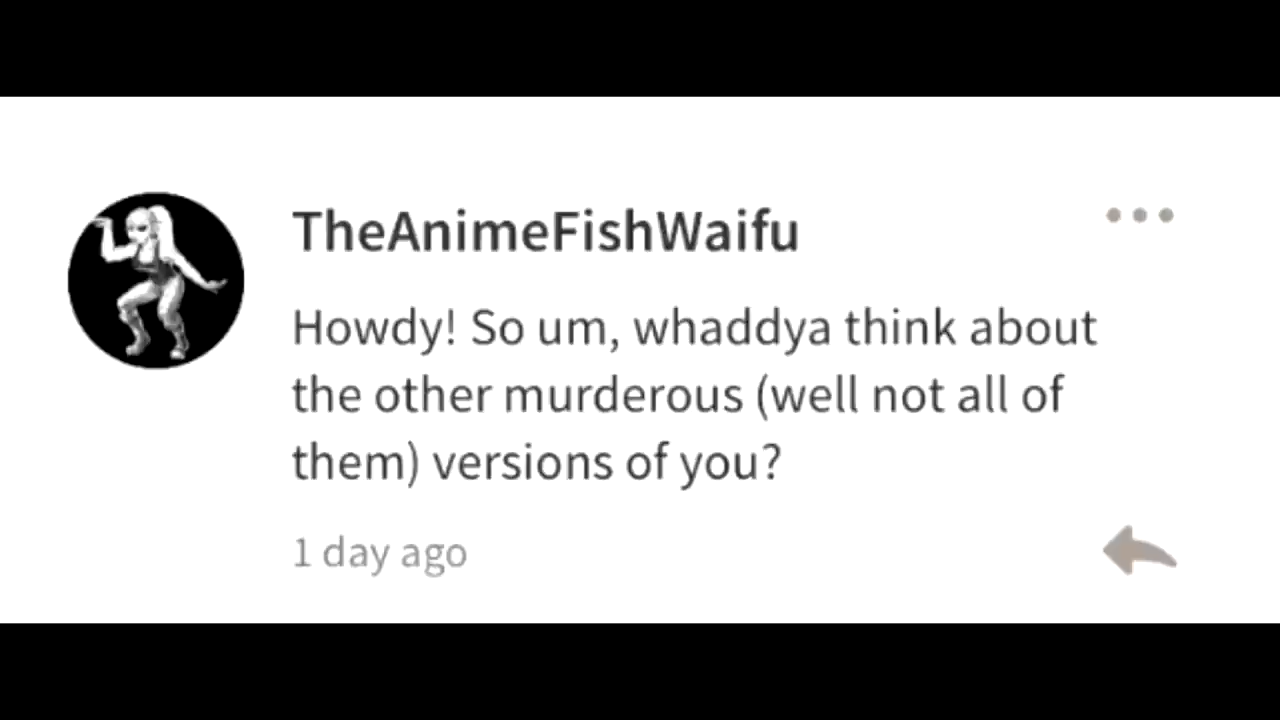 TheAnimeFishWaifu
Howdy! So um, whaddya think about
the other murderous (well not all of
them) versions of you?
1 day ago